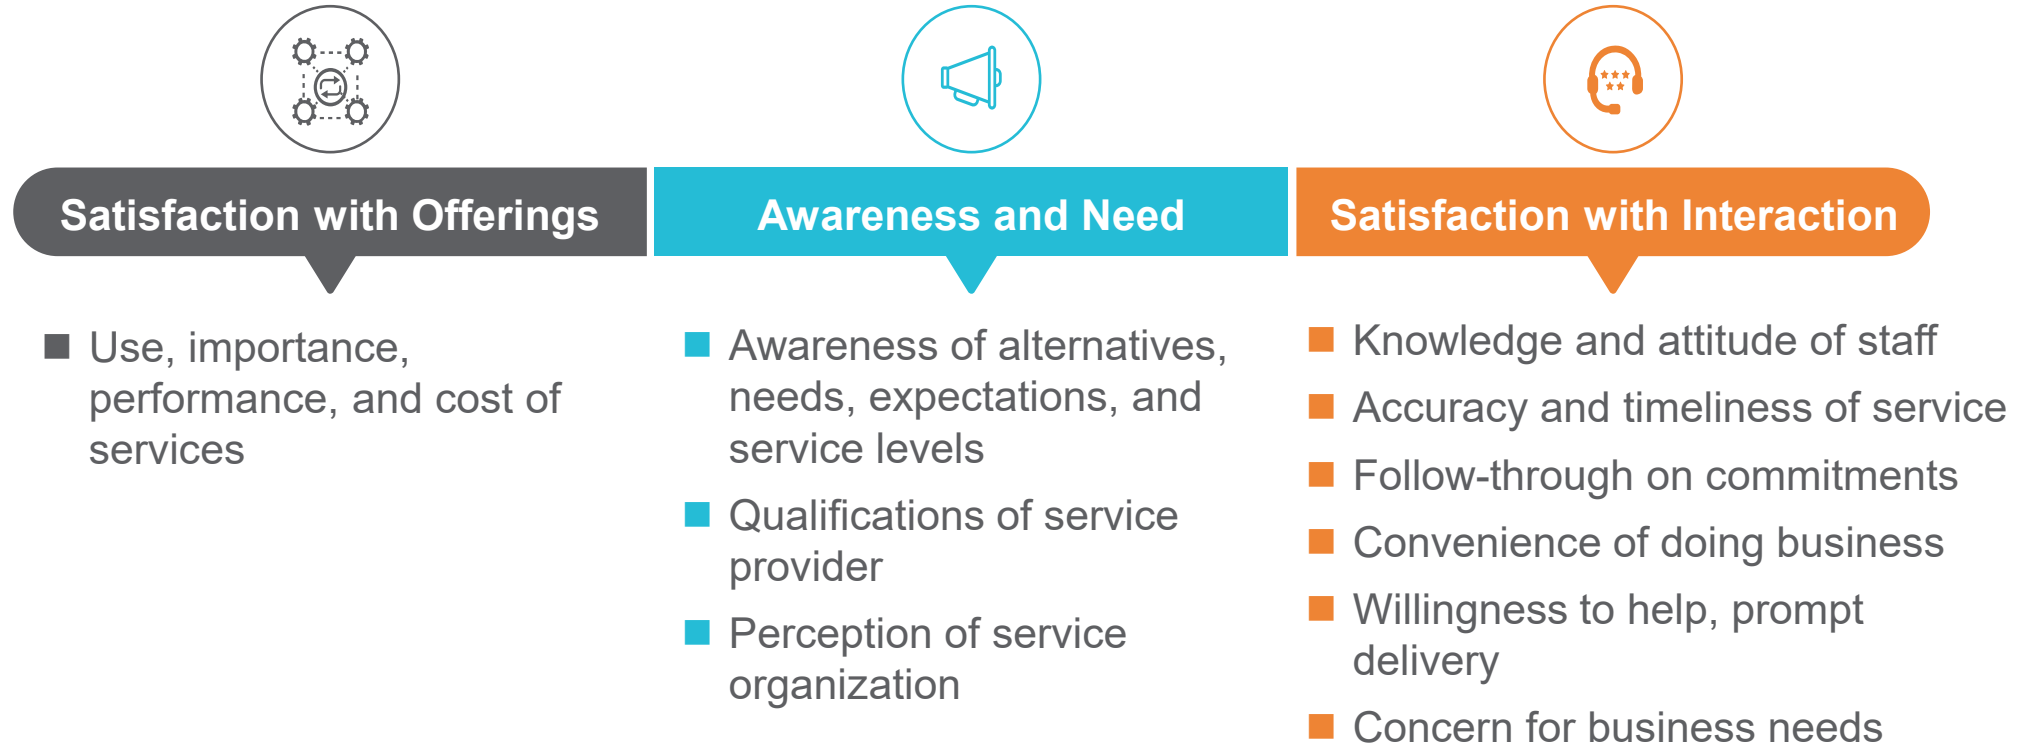 Satisfaction with Offerings
Use, importance,
performance, and cost of
services
Awareness and Need
Awareness of alternatives,
needs, expectations, and
service levels
Qualifications of service
provider
Perception of service
organization
Satisfaction with Interaction
Knowledge and attitude of staff
Accuracy and timeliness of service
Follow-through on commitments
Convenience of doing business
Willingness to help, prompt
delivery
Concern for business needs